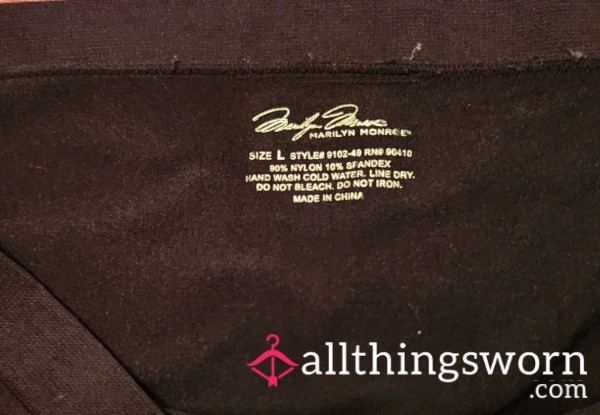 Marilyn Monroe
MARILYN MONROE®
SIZE L STYLE# 9102-49 RN# 90410
90% NYLON 10% SPANDEX
HAND WASH COLD WATER. LINE DRY.
DO NOT BLEACH. DO NOT IRON.
MADE IN CHINA
allthingsworn
.com